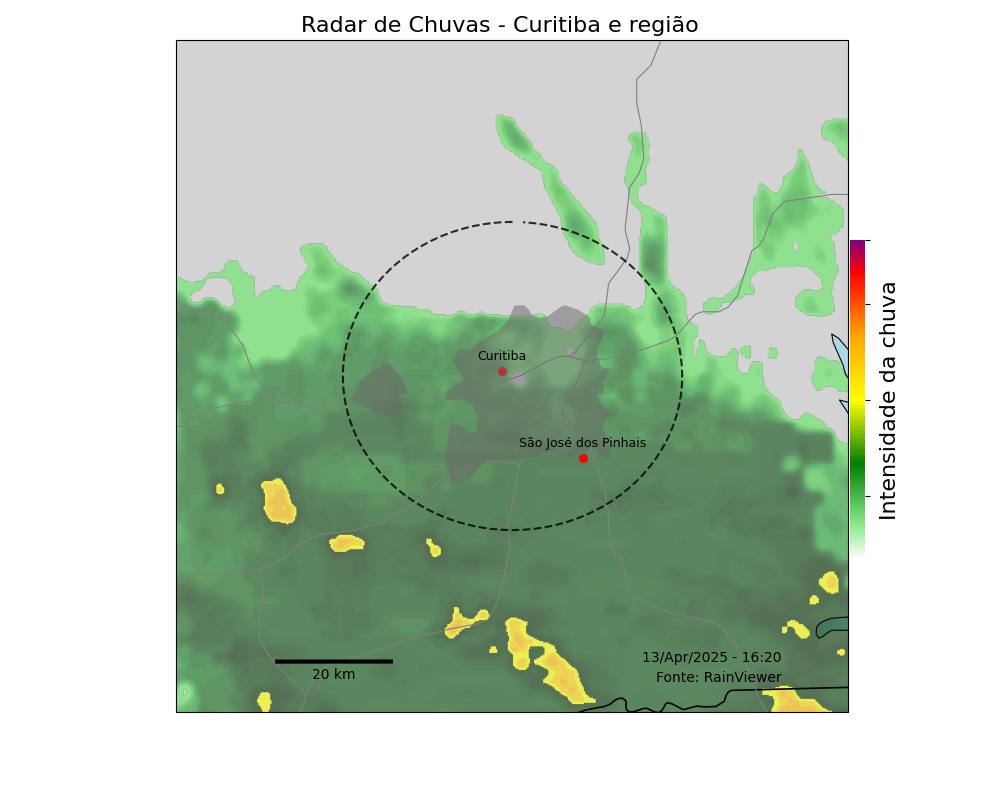 Radar de Chuvas - Curitiba e região
Curitiba
São José dos Pinhais
Intensidade da chuva
20 km
13/Apr/2025 - 16:20
Fonte: RainViewer